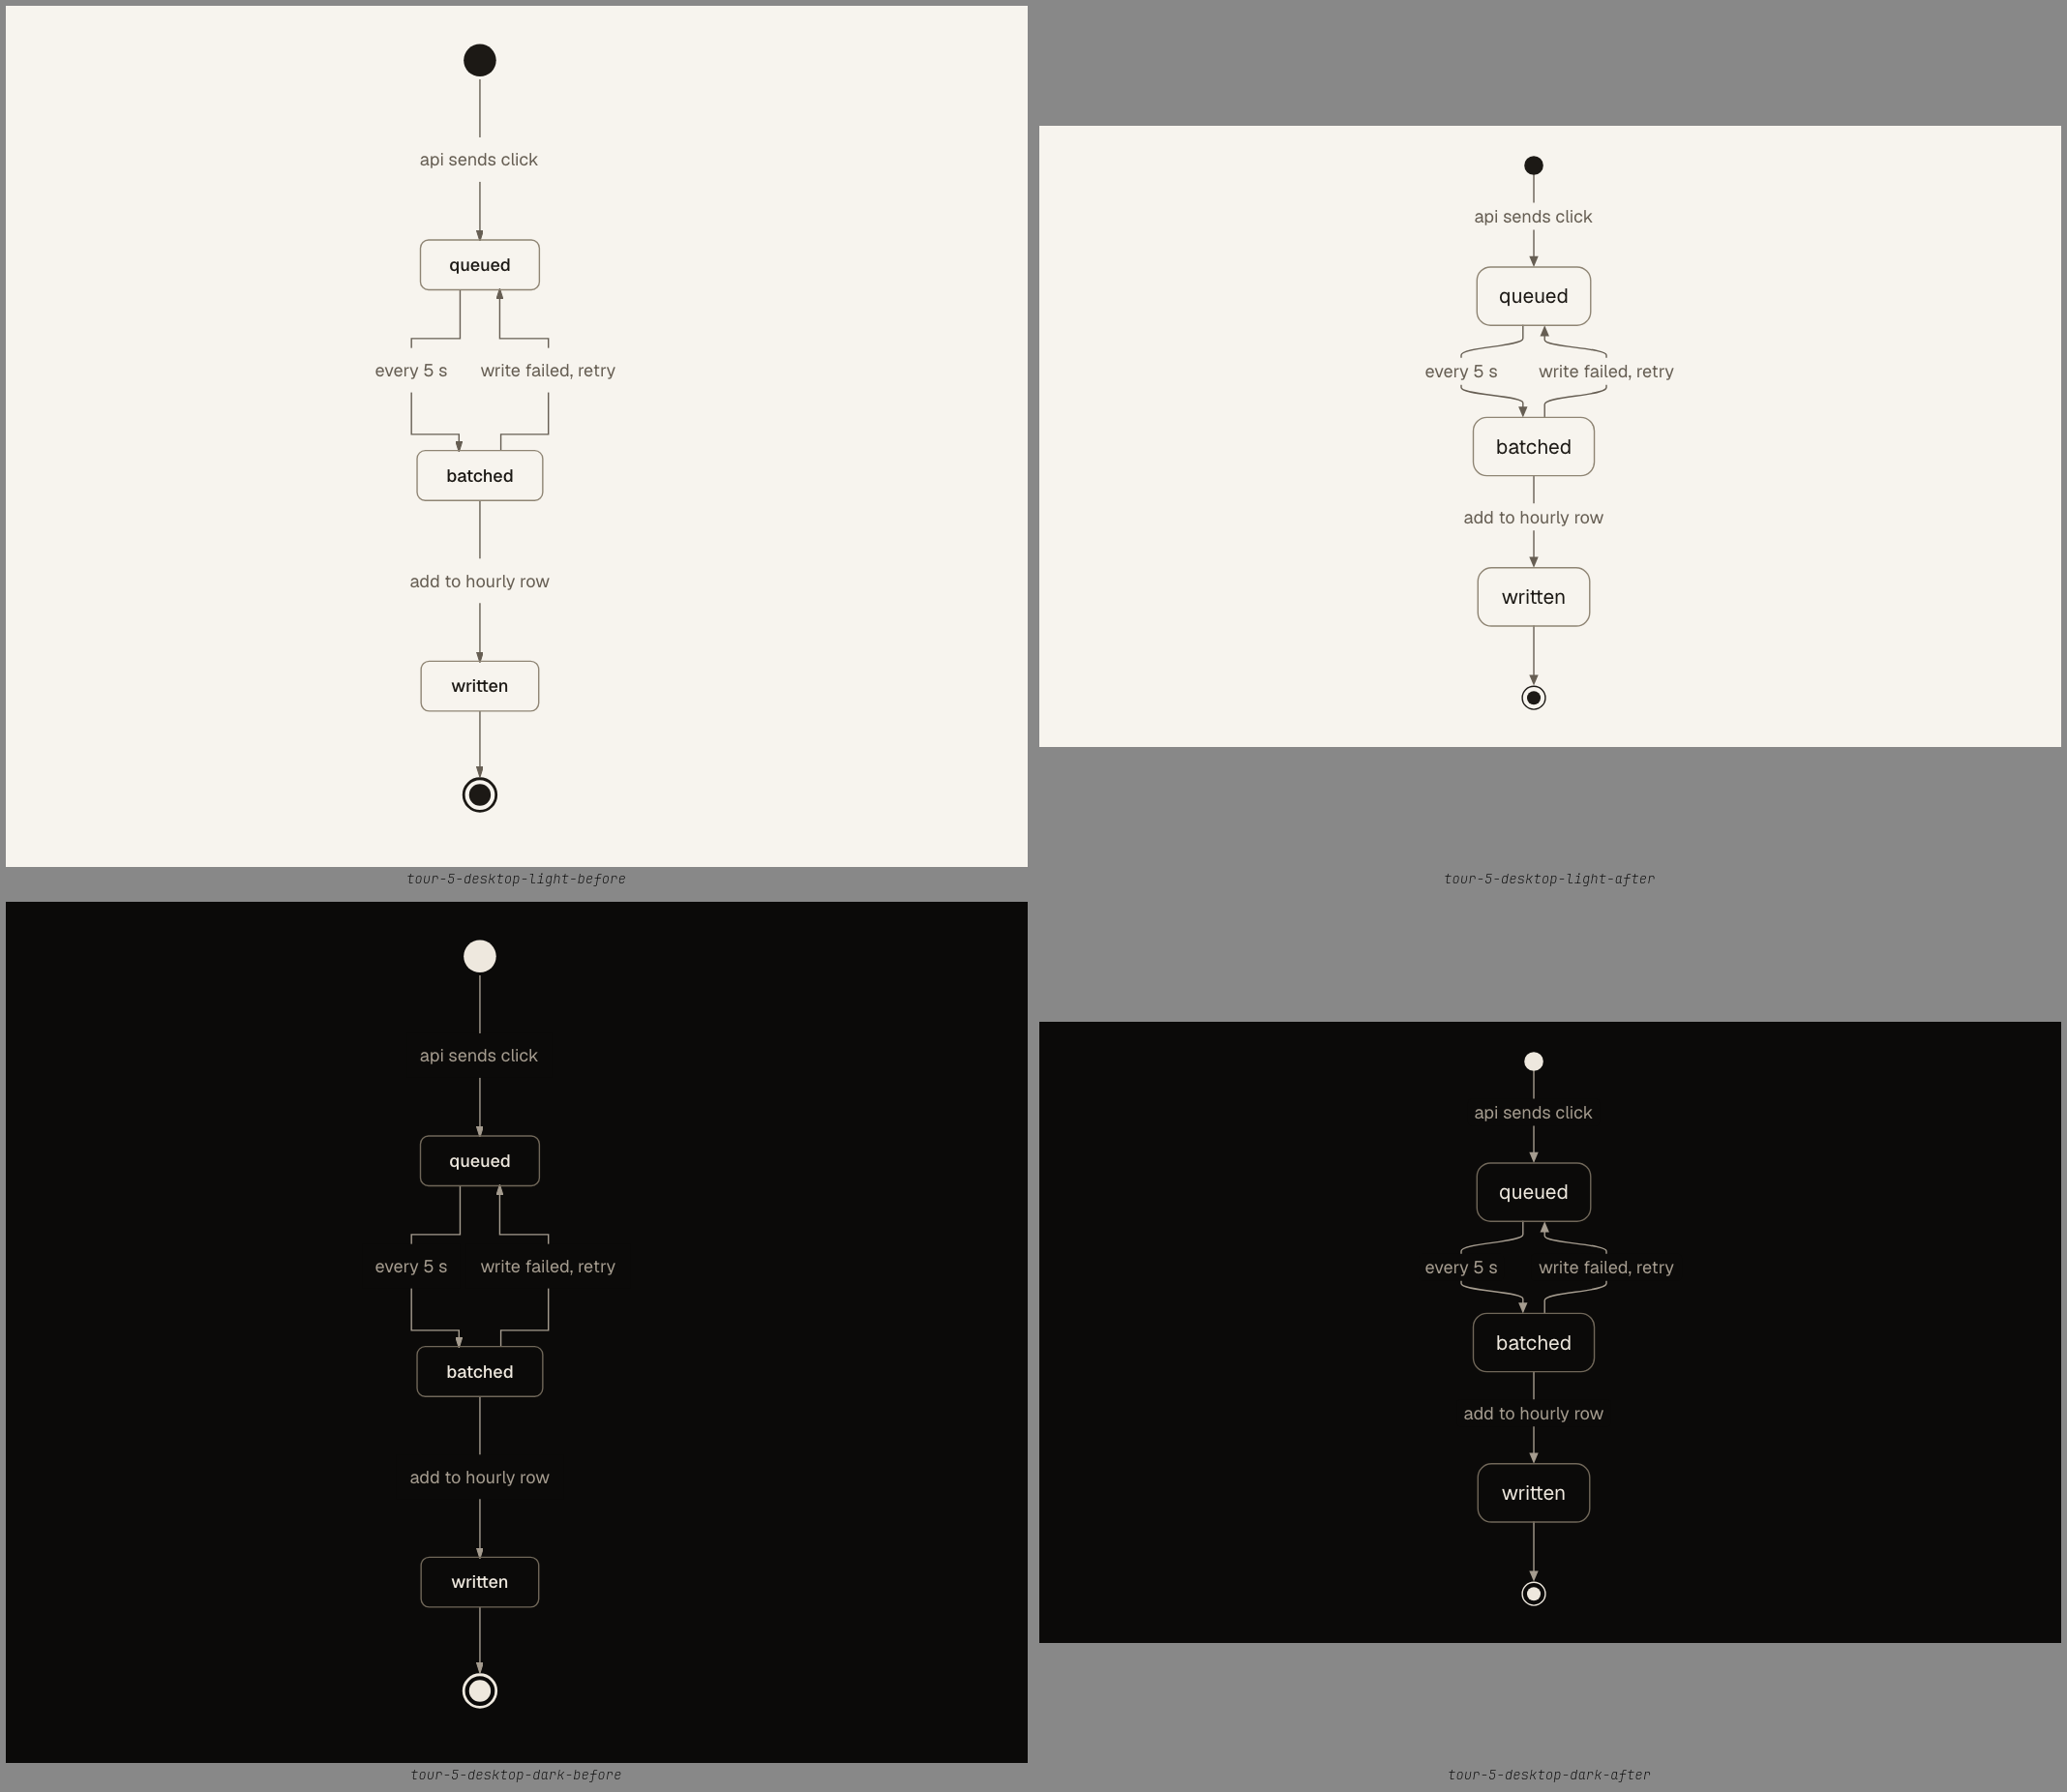 api sends click
queued
every 5 s
write failed, retry
batched
add to hourly row
written
tour-5-desktop-light-before
api sends click
queued
every 5 s
write failed, retry
batched
add to hourly row
written
tour-5-desktop-light-after
api sends click
queued
every 5 s
write failed, retry
batched
add to hourly row
written
tour-5-desktop-dark-before
api sends click
queued
every 5 s
write failed, retry
batched
add to hourly row
written
tour-5-desktop-dark-after